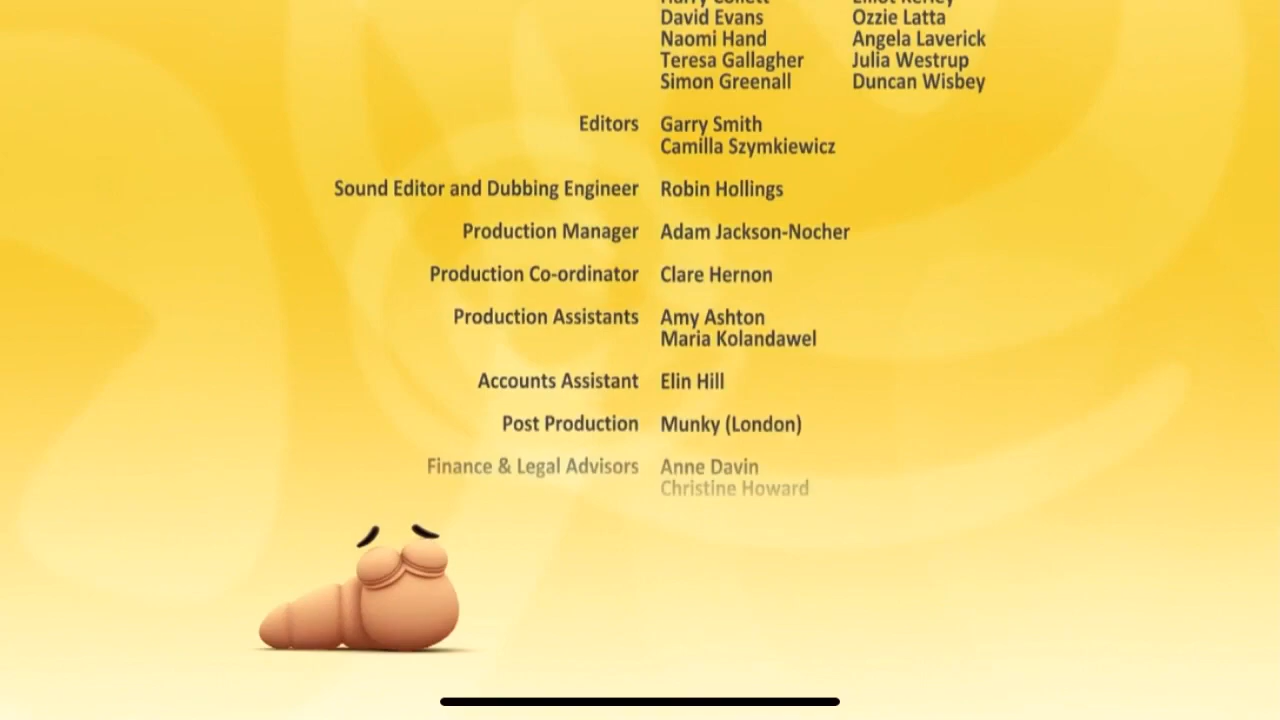 David Evans Ozzie Latta
Naomi Hand Angela Laverick
Teresa Gallagher Julia Westrup
Simon Greenall Duncan Wisbey
Editors Garry Smith
Camilla Szymkiewicz
Sound Editor and Dubbing Engineer Robin Hollings
Production Manager Adam Jackson-Nocher
Production Co-ordinator Clare Hernon
Production Assistants Amy Ashton
Maria Kolandawel
Accounts Assistant Elin Hill
Post Production Munky (London)
Finance & Legal Advisors Anne Davin
Christine Howard